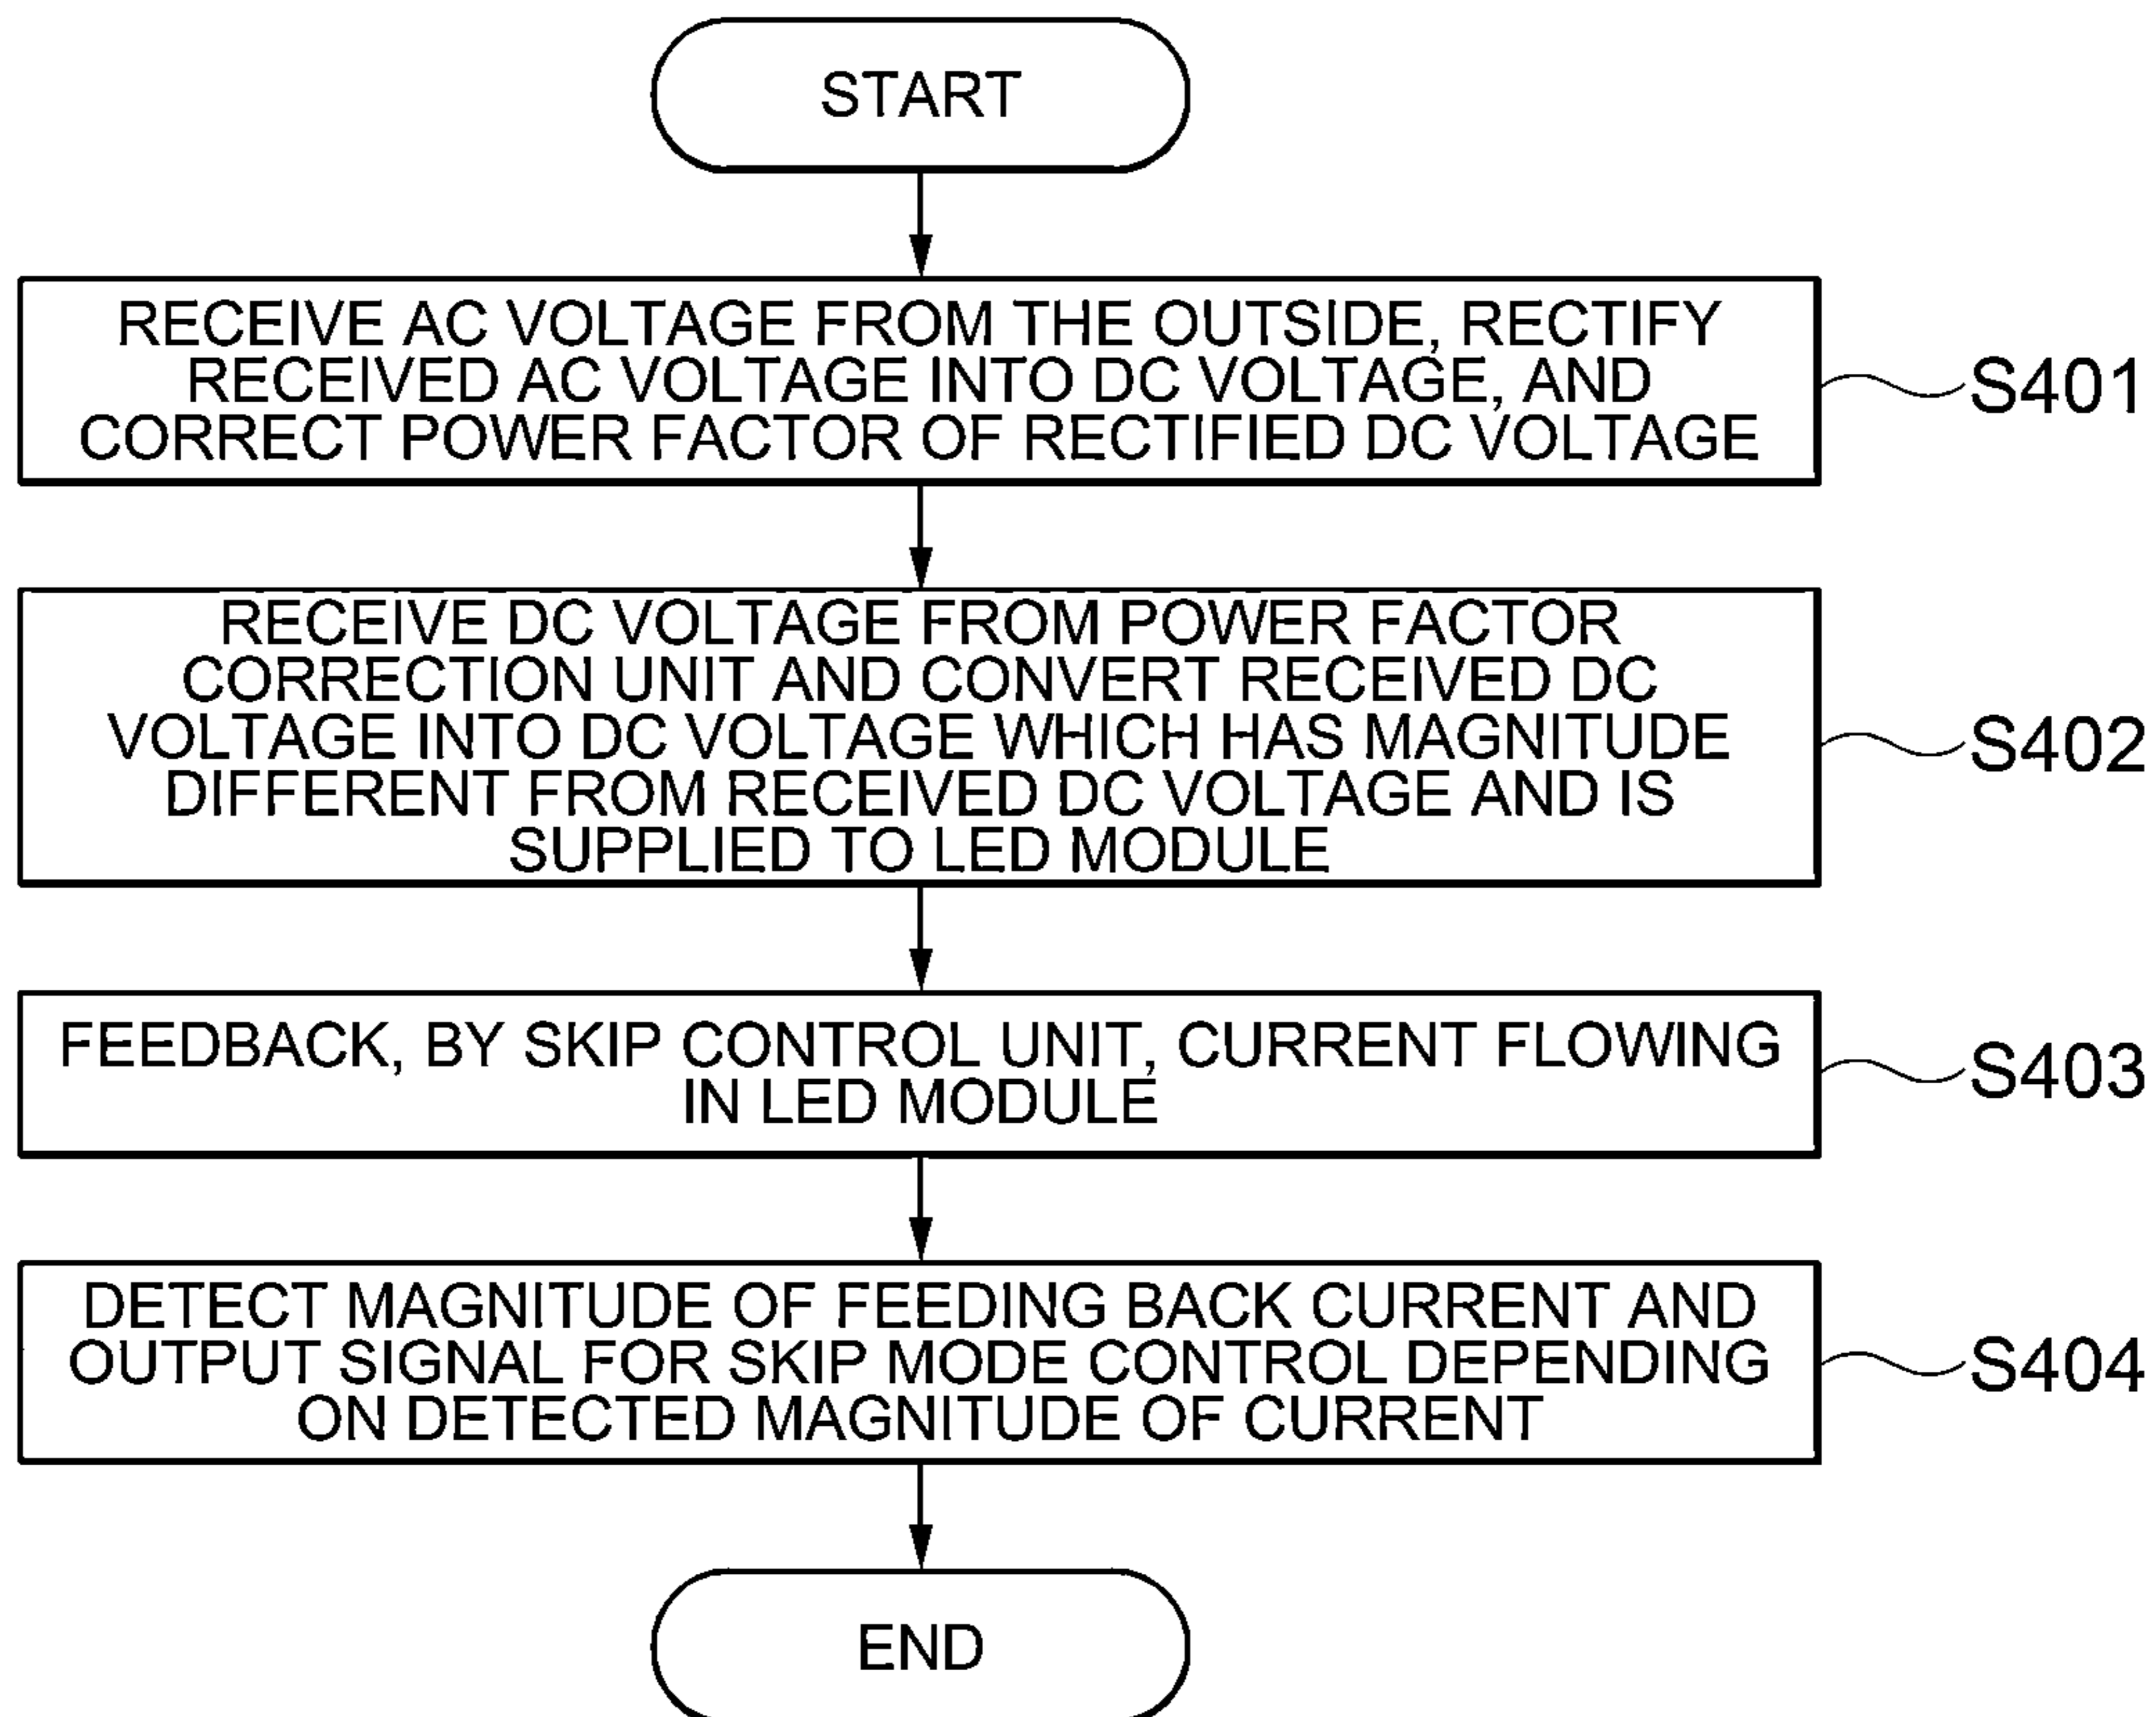 START
RECEIVE AC VOLTAGE FROM THE OUTSIDE, RECTIFY
RECEIVED AC VOLTAGE INTO DC VOLTAGE, AND
CORRECT POWER FACTOR OF RECTIFIED DC VOLTAGE
S401
RECEIVE DC VOLTAGE FROM POWER FACTOR
CORRECTION UNIT AND CONVERT RECEIVED DC
VOLTAGE INTO DC VOLTAGE WHICH HAS MAGNITUDE
DIFFERENT FROM RECEIVED DC VOLTAGE AND IS
SUPPLIED TO LED MODULE
S402
FEEDBACK, BY SKIP CONTROL UNIT, CURRENT FLOWING
IN LED MODULE
S403
DETECT MAGNITUDE OF FEEDING BACK CURRENT AND
OUTPUT SIGNAL FOR SKIP MODE CONTROL DEPENDING
ON DETECTED MAGNITUDE OF CURRENT
S404
END